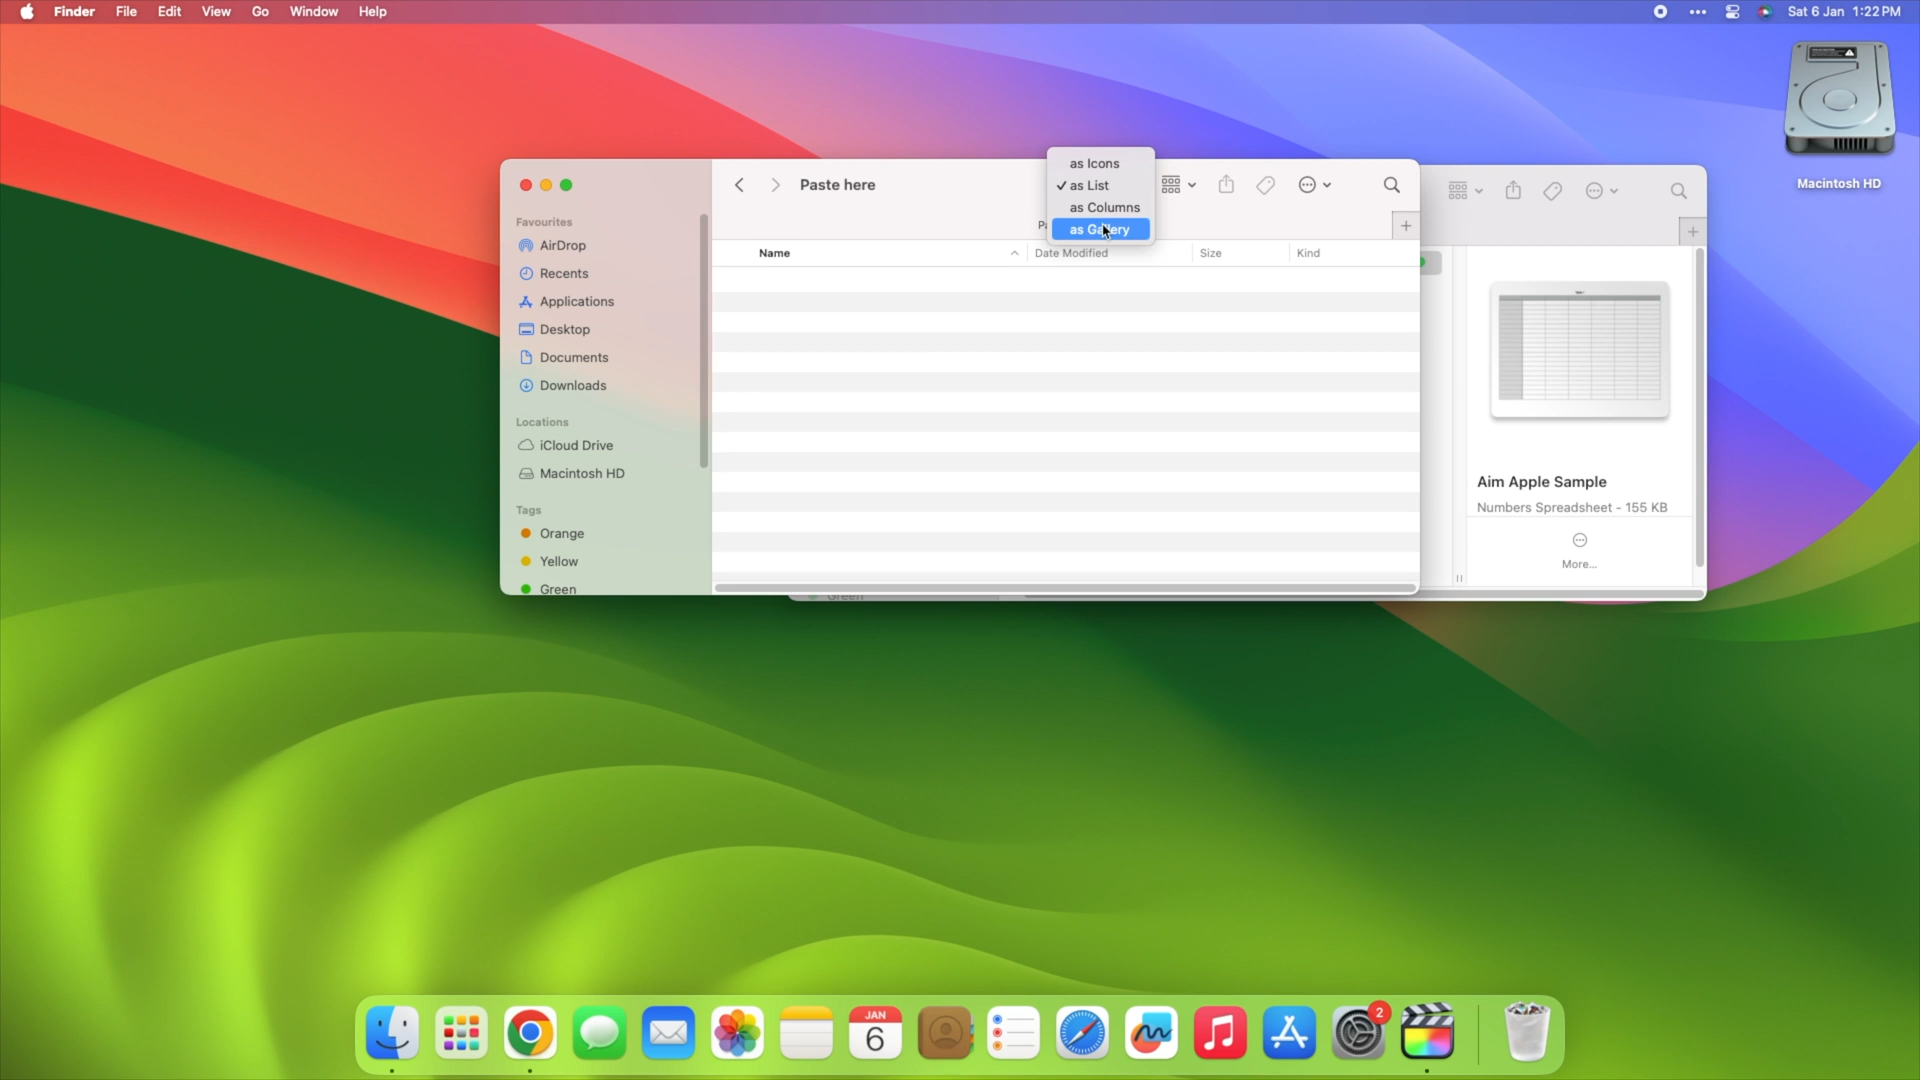 Finder File Edit View Go Window Help
Sat 6 Jan 1:22 PM
Macintosh HD
Paste here
as Icons
✓ as List
as Columns
as Gallery
Name
Date Modified
Size
Kind
Favourites
AirDrop
Recents
Applications
Desktop
Documents
Downloads
Locations
iCloud Drive
Macintosh HD
Tags
Orange
Yellow
Green
Aim Apple Sample
Numbers Spreadsheet - 155 KB
More...
Green
JAN
6
2